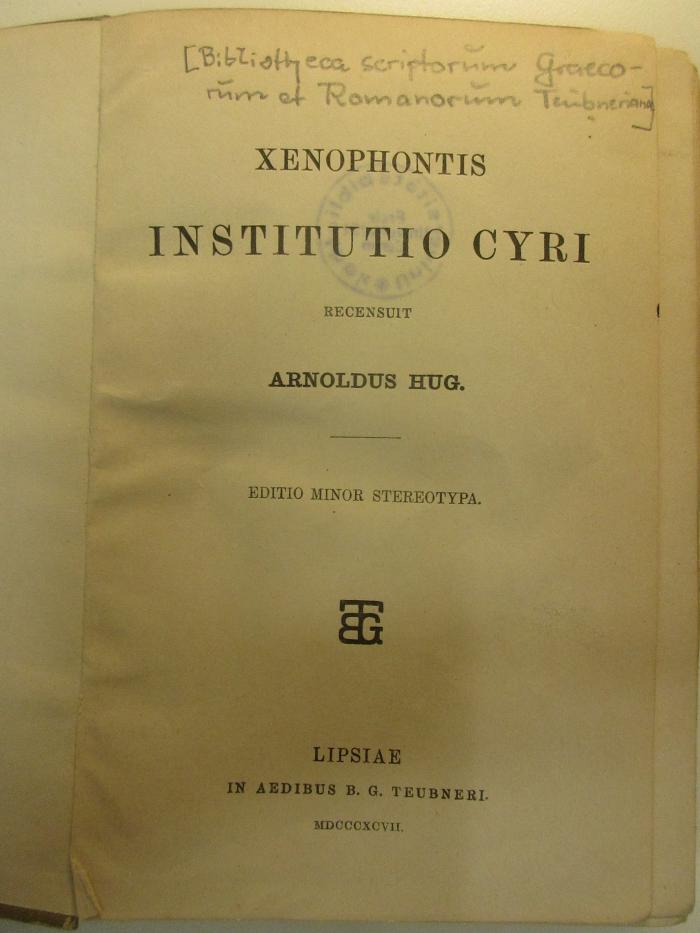 [Bibliotheca scriptorum Graeco-
rum et Romanorum Teubneriana]
XENOPHONTIS
INSTITUTIO CYRI
RECENSUIT
ARNOLDUS HUG.
EDITIO MINOR STEREOTYPA.
BTG
LIPSIAE
IN AEDIBUS B. G. TEUBNERI.
MDCCCXCVII.